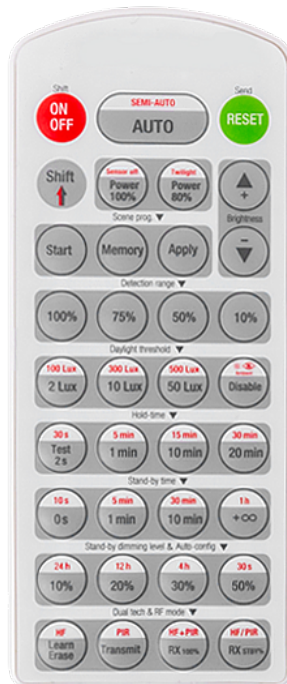 Shift
Send
ON
OFF
SEMI-AUTO
AUTO
RESET
Shift
Sensor off
Power
100%
Twilight
Power
80%
+
Brightness
−
Scene prog. ▼
Start
Memory
Apply
Detection range ▼
100%
75%
50%
10%
Daylight threshold ▼
100 Lux
2 Lux
300 Lux
10 Lux
500 Lux
50 Lux
Disable
Hold-time ▼
30 s
Test
2 s
5 min
1 min
15 min
10 min
30 min
20 min
Stand-by time ▼
10 s
0 s
5 min
1 min
30 min
10 min
1 h
+∞
Stand-by dimming level & Auto-config ▼
24 h
10%
12 h
20%
4 h
30%
30 s
50%
Dual tech & RF mode ▼
HF
Learn
Erase
PIR
Transmit
HF+PIR
RX 100%
HF/PIR
RX STBY%